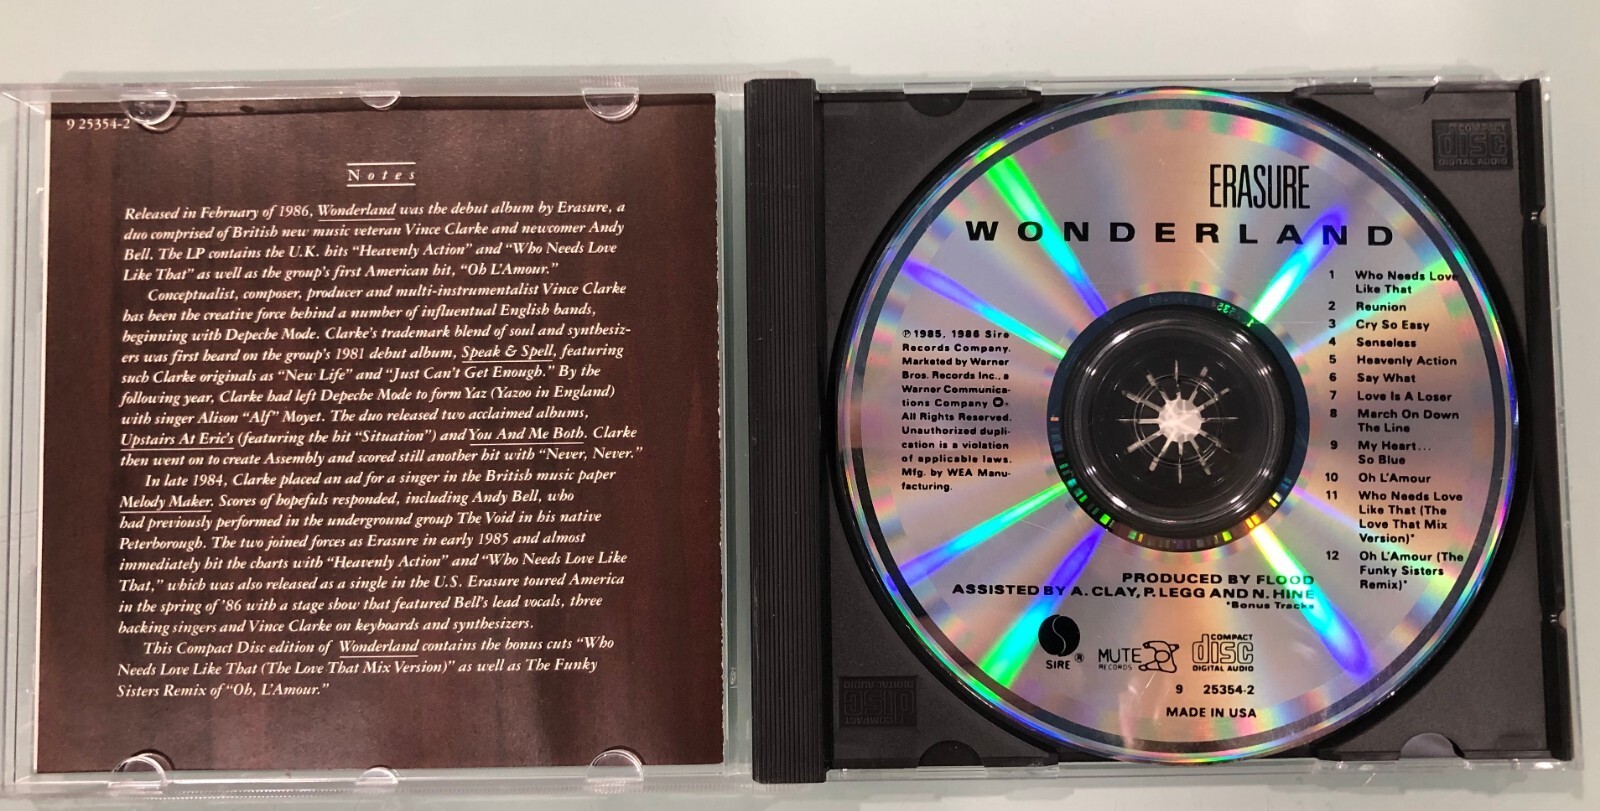 9 25354-2
Notes
Released in February of 1986, Wonderland was the debut album by Erasure, a
duo comprised of British new music veteran Vince Clarke and newcomer Andy
Bell. The LP contains the U.K. hits “Heavenly Action” and “Who Needs Love
Like That” as well as the group's first American hit, “Oh L'Amour.”
Conceptualist, composer, producer and multi-instrumentalist Vince Clarke
has been the creative force behind a number of influentual English bands,
beginning with Depeche Mode. Clarke's trademark blend of soul and synthesiz-
ers was first heard on the group's 1981 debut album, Speak & Spell, featuring
such Clarke originals as “New Life” and “Just Can't Get Enough.” By the
following year, Clarke had left Depeche Mode to form Yaz (Yazoo in England)
with singer Alison “Alf” Moyet. The duo released two acclaimed albums,
Upstairs At Eric's (featuring the hit “Situation”) and You And Me Both. Clarke
then went on to create Assembly and scored still another hit with “Never, Never.”
In late 1984, Clarke placed an ad for a singer in the British music paper
Melody Maker. Scores of hopefuls responded, including Andy Bell, who
had previously performed in the underground group The Void in his native
Peterborough. The two joined forces as Erasure in early 1985 and almost
immediately hit the charts with “Heavenly Action” and “Who Needs Love Like
That,” which was also released as a single in the U.S. Erasure toured America
in the spring of '86 with a stage show that featured Bell's lead vocals, three
backing singers and Vince Clarke on keyboards and synthesizers.
This Compact Disc edition of Wonderland contains the bonus cuts “Who
Needs Love Like That (The Love That Mix Version)” as well as The Funky
Sisters Remix of “Oh, L'Amour.”
COMPACT
disc
DIGITAL AUDIO
ERASURE
WONDERLAND
℗ 1985, 1986 Sire
Records Company.
Marketed by Warner
Bros. Records Inc., a
Warner Communica-
tions Company
All Rights Reserved.
Unauthorized dupli-
cation is a violation
of applicable laws.
Mfg. by WEA Manu-
facturing.
1 Who Needs Love
Like That
2 Reunion
3 Cry So Easy
4 Senseless
5 Heavenly Action
6 Say What
7 Love Is A Loser
8 March On Down
The Line
9 My Heart...
So Blue
10 Oh L'Amour
11 Who Needs Love
Like That (The
Love That Mix
Version)*
12 Oh L'Amour (The
Funky Sisters
Remix)*
PRODUCED BY FLOOD
ASSISTED BY A. CLAY, P. LEGG AND N. HINE
*Bonus Tracks
SIRE ®
MUTE
RECORDS
COMPACT
disc
DIGITAL AUDIO
9 25354-2
MADE IN USA
COMPACT
disc
DIGITAL AUDIO